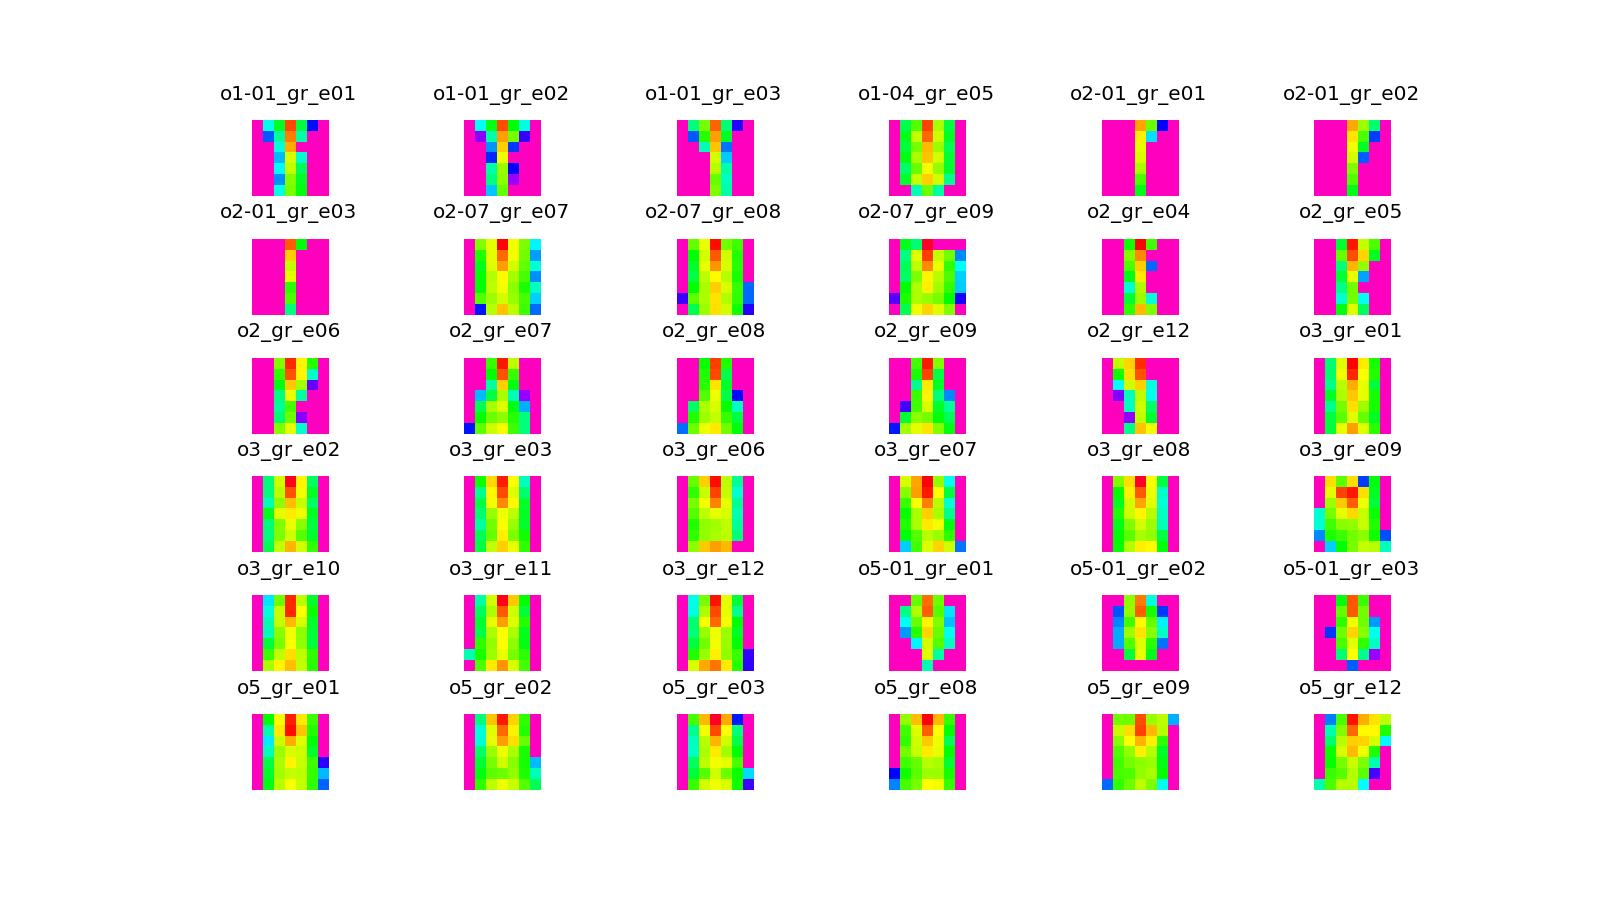 o1-01_gr_e01 o1-01_gr_e02 o1-01_gr_e03 o1-04_gr_e05 o2-01_gr_e01 o2-01_gr_e02
o2-01_gr_e03 o2-07_gr_e07 o2-07_gr_e08 o2-07_gr_e09 o2_gr_e04 o2_gr_e05
o2_gr_e06 o2_gr_e07 o2_gr_e08 o2_gr_e09 o2_gr_e12 o3_gr_e01
o3_gr_e02 o3_gr_e03 o3_gr_e06 o3_gr_e07 o3_gr_e08 o3_gr_e09
o3_gr_e10 o3_gr_e11 o3_gr_e12 o5-01_gr_e01 o5-01_gr_e02 o5-01_gr_e03
o5_gr_e01 o5_gr_e02 o5_gr_e03 o5_gr_e08 o5_gr_e09 o5_gr_e12